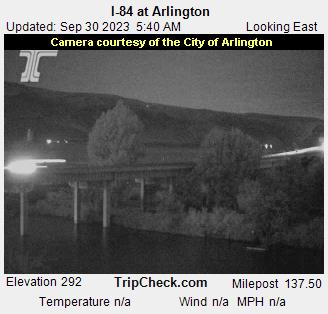 I-84 at Arlington
Updated: Sep 30 2023 5:40 AM Looking East
Camera courtesy of the City of Arlington
Elevation 292 TripCheck.com Milepost 137.50
Temperature n/a Wind n/a MPH n/a